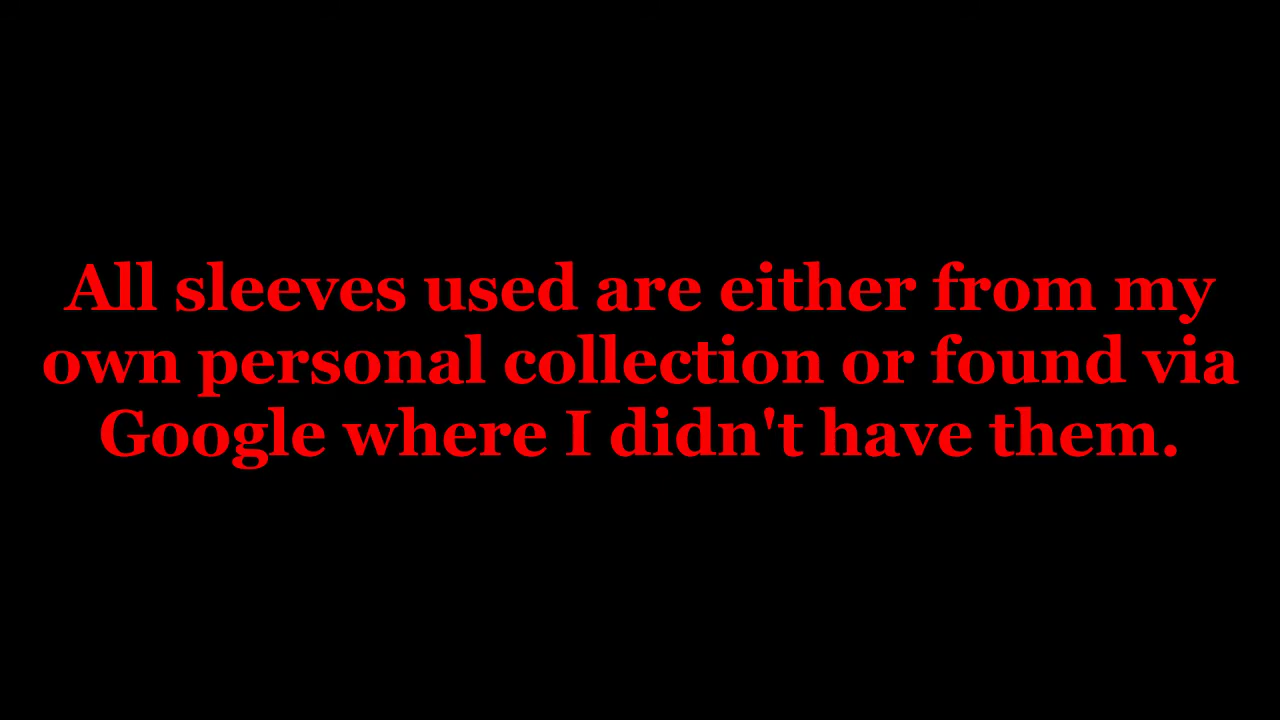 All sleeves used are either from my
own personal collection or found via
Google where I didn't have them.